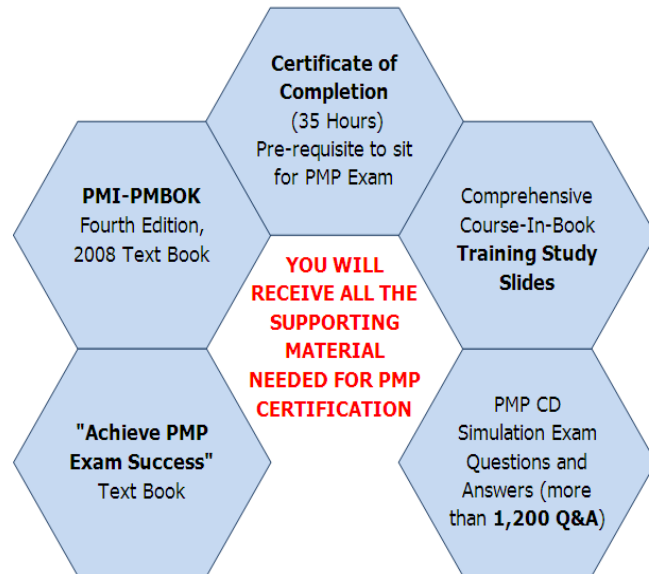 Certificate of
Completion
(35 Hours)
Pre-requisite to sit
for PMP Exam
PMI-PMBOK
Fourth Edition,
2008 Text Book
Comprehensive
Course-In-Book
Training Study
Slides
YOU WILL
RECEIVE ALL THE
SUPPORTING
MATERIAL
NEEDED FOR PMP
CERTIFICATION
"Achieve PMP
Exam Success"
Text Book
PMP CD
Simulation Exam
Questions and
Answers (more
than 1,200 Q&A)